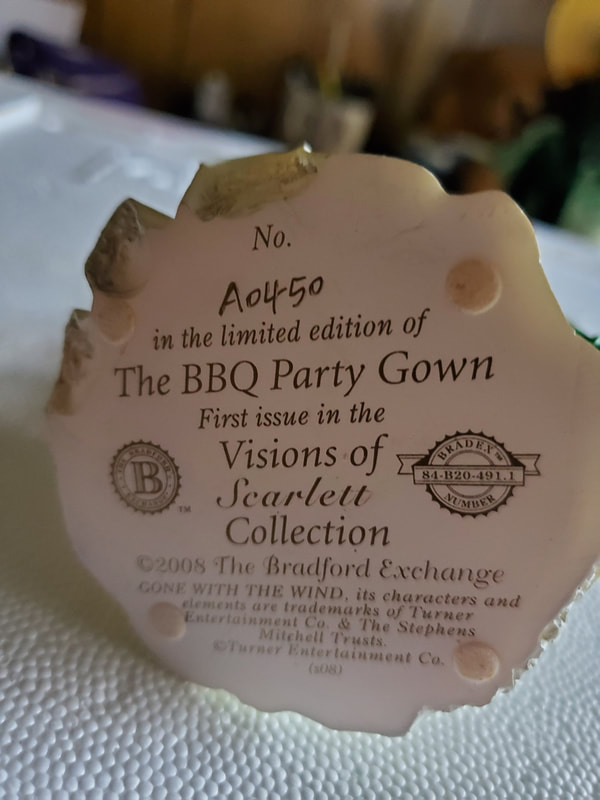 No.
A0450
in the limited edition of
The BBQ Party Gown
First issue in the
Visions of
Scarlett
Collection
B
TM
BRADEX™
84-B20-491.1
NUMBER
©2008 The Bradford Exchange
GONE WITH THE WIND, its characters and
elements are trademarks of Turner
Entertainment Co. & The Stephens
Mitchell Trusts.
©Turner Entertainment Co.
(s08)